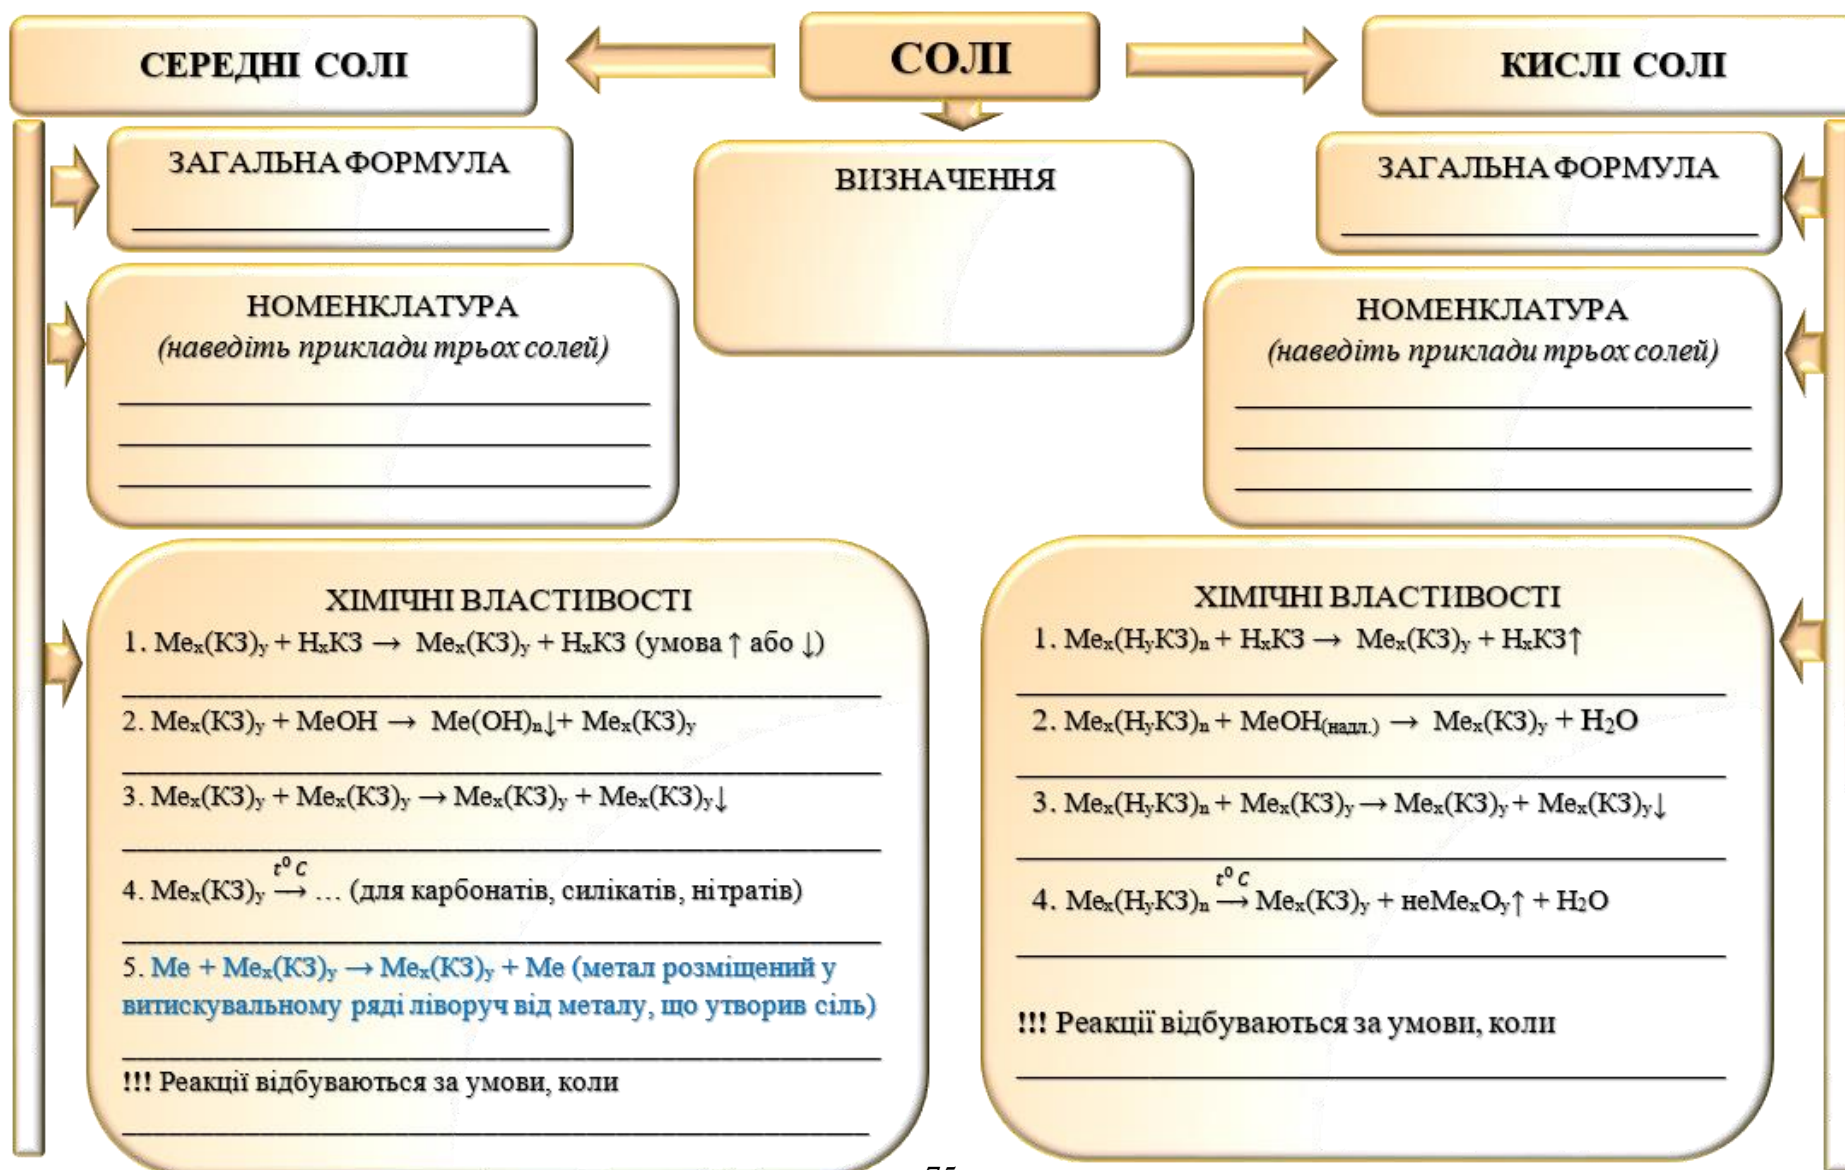 СОЛІ
СЕРЕДНІ СОЛІ
КИСЛІ СОЛІ
ВИЗНАЧЕННЯ
ЗАГАЛЬНА ФОРМУЛА
НОМЕНКЛАТУРА
(наведіть приклади трьох солей)
ХІМІЧНІ ВЛАСТИВОСТІ
1. Meₓ(КЗ)ᵧ + HₓКЗ → Meₓ(КЗ)ᵧ + HₓКЗ (умова ↑ або ↓)
2. Meₓ(КЗ)ᵧ + MeOH → Me(OH)ₙ↓+ Meₓ(КЗ)ᵧ
3. Meₓ(КЗ)ᵧ + Meₓ(КЗ)ᵧ → Meₓ(КЗ)ᵧ + Meₓ(КЗ)ᵧ↓
t⁰ C
4. Meₓ(КЗ)ᵧ → … (для карбонатів, силікатів, нітратів)
5. Me + Meₓ(КЗ)ᵧ → Meₓ(КЗ)ᵧ + Me (метал розміщений у
витискувальному ряді ліворуч від металу, що утворив сіль)
!!! Реакції відбуваються за умови, коли
ЗАГАЛЬНА ФОРМУЛА
НОМЕНКЛАТУРА
(наведіть приклади трьох солей)
ХІМІЧНІ ВЛАСТИВОСТІ
1. Meₓ(HᵧКЗ)ₙ + HₓКЗ → Meₓ(КЗ)ᵧ + HₓКЗ↑
2. Meₓ(HᵧКЗ)ₙ + MeOH(надл.) → Meₓ(КЗ)ᵧ + H₂O
3. Meₓ(HᵧКЗ)ₙ + Meₓ(КЗ)ᵧ → Meₓ(КЗ)ᵧ + Meₓ(КЗ)ᵧ↓
t⁰ C
4. Meₓ(HᵧКЗ)ₙ → Meₓ(КЗ)ᵧ + неMeₓOᵧ↑ + H₂O
!!! Реакції відбуваються за умови, коли